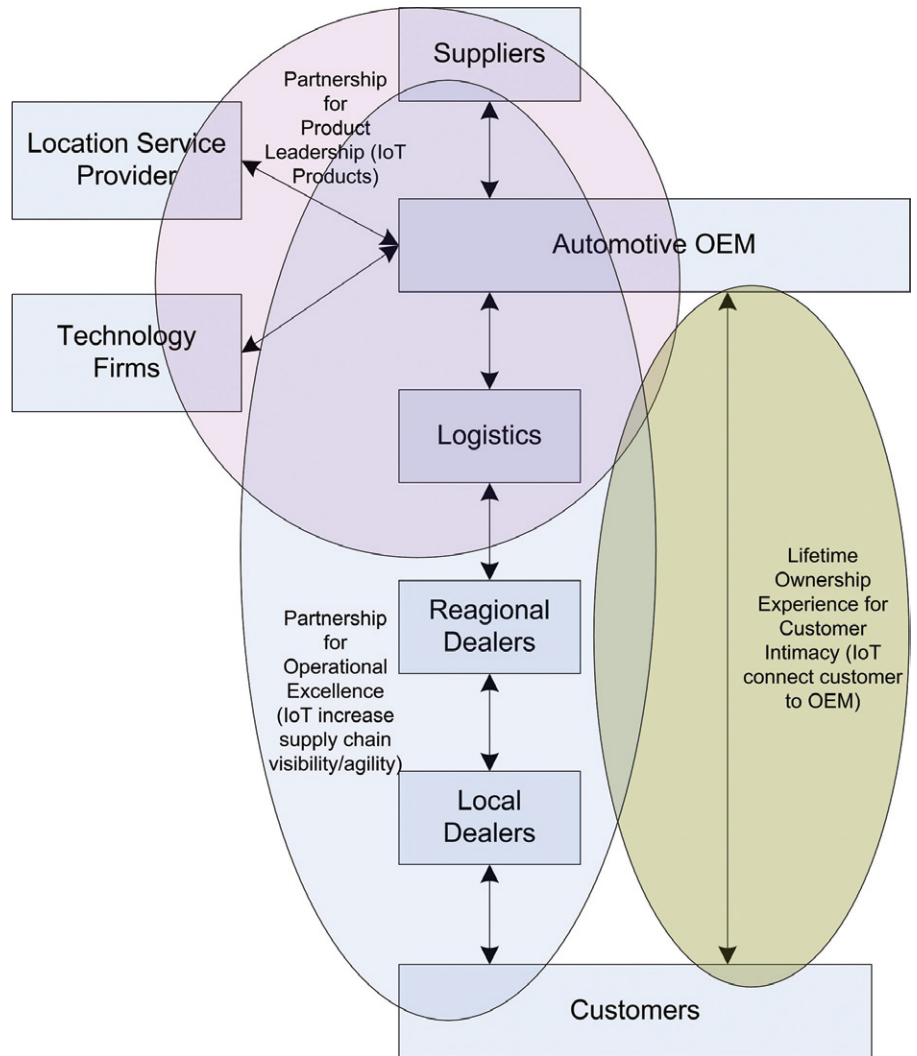 Suppliers
Partnership
for
Product
Leadership (IoT
Products)
Location Service
Provider
Automotive OEM
Technology
Firms
Logistics
Reagional
Dealers
Partnership
for
Operational
Excellence
(IoT increase
supply chain
visibility/agility)
Lifetime
Ownership
Experience for
Customer
Intimacy (IoT
connect customer
to OEM)
Local
Dealers
Customers